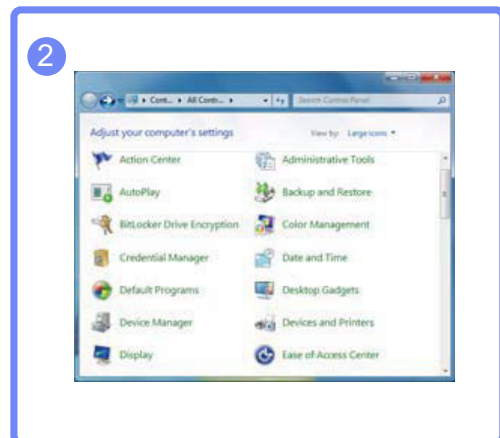 2
Cont... ▸ All Contr... ▸ Search Control Panel
Adjust your computer's settings View by: Large icons
Action Center Administrative Tools
AutoPlay Backup and Restore
BitLocker Drive Encryption Color Management
Credential Manager Date and Time
Default Programs Desktop Gadgets
Device Manager Devices and Printers
Display Ease of Access Center